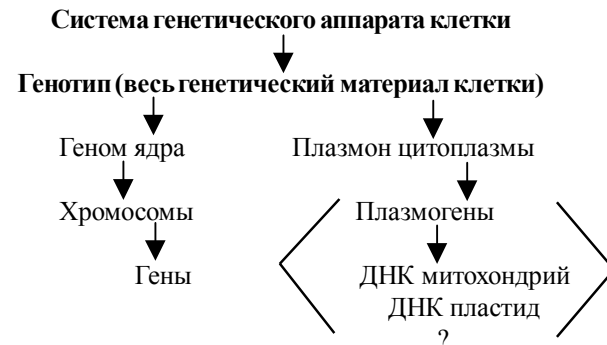 Система генетического аппарата клетки
Генотип (весь генетический материал клетки)
Геном ядра Плазмон цитоплазмы
Хромосомы Плазмогены
Гены ДНК митохондрий
ДНК пластид
?